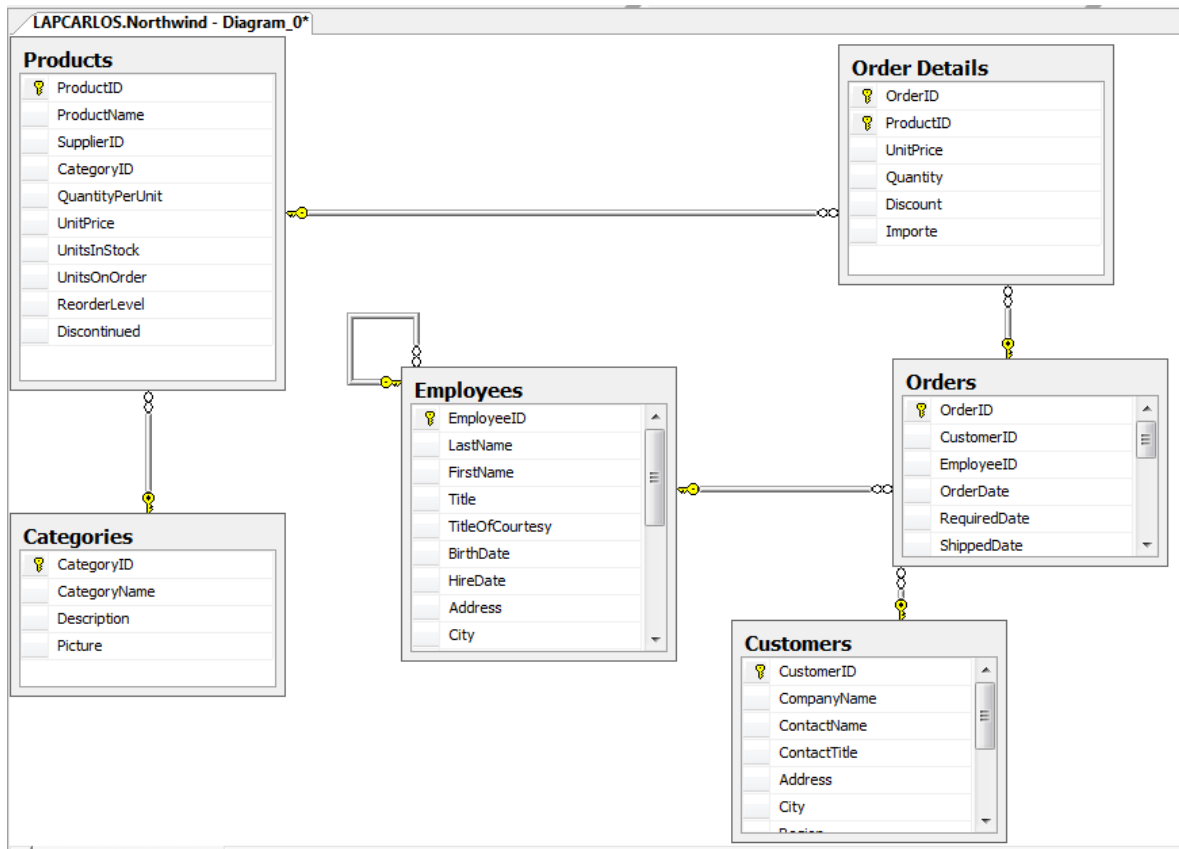 LAPCARLOS.Northwind - Diagram_0*
Products
ProductID
ProductName
SupplierID
CategoryID
QuantityPerUnit
UnitPrice
UnitsInStock
UnitsOnOrder
ReorderLevel
Discontinued
Order Details
OrderID
ProductID
UnitPrice
Quantity
Discount
Importe
Employees
EmployeeID
LastName
FirstName
Title
TitleOfCourtesy
BirthDate
HireDate
Address
City
Orders
OrderID
CustomerID
EmployeeID
OrderDate
RequiredDate
ShippedDate
Categories
CategoryID
CategoryName
Description
Picture
Customers
CustomerID
CompanyName
ContactName
ContactTitle
Address
City
Region